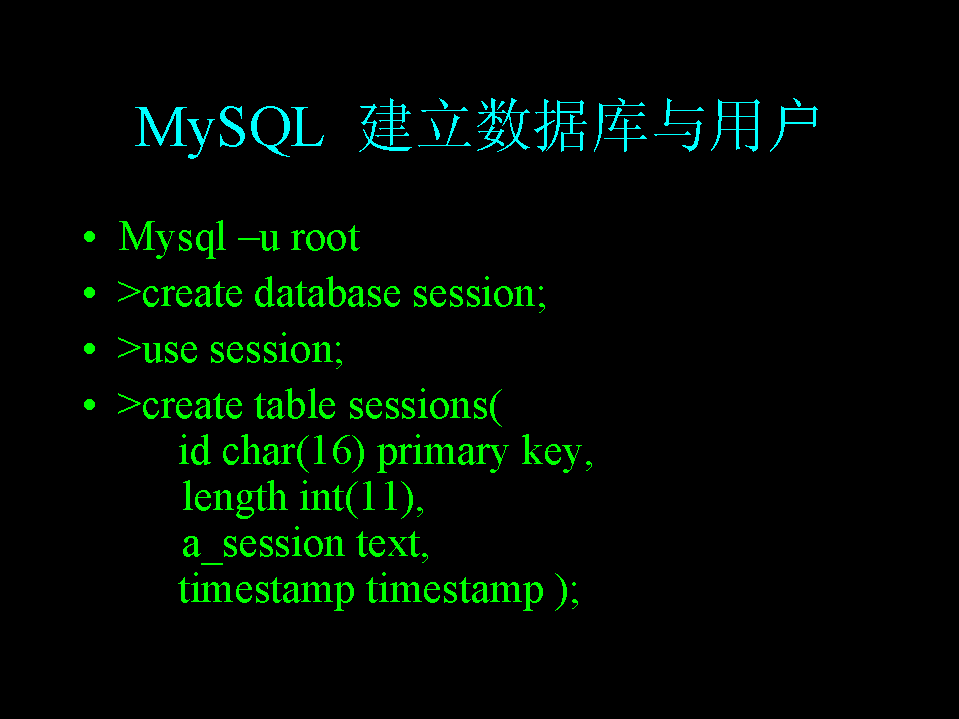 MySQL 建立数据库与用户
• Mysql –u root
• >create database session;
• >use session;
• >create table sessions(
id char(16) primary key,
length int(11),
a_session text,
timestamp timestamp );